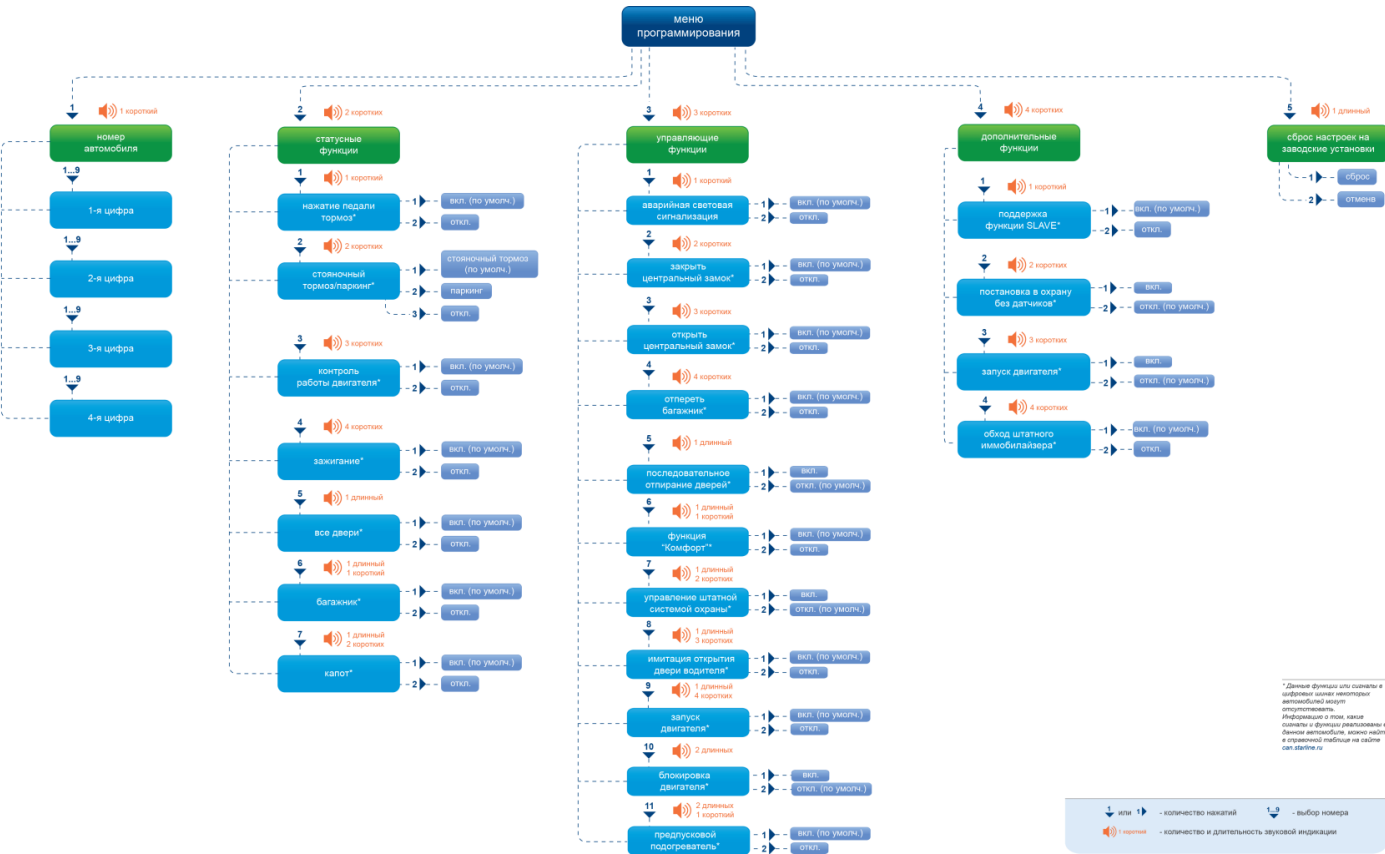 меню
программирования
1
1 короткий
номер
автомобиля
1...9
1-я цифра
1...9
2-я цифра
1...9
3-я цифра
1...9
4-я цифра
2
2 коротких
статусные
функции
1
1 короткий
нажатие педали
тормоз*
1
вкл. (по умолч.)
2
откл.
2
2 коротких
стояночный
тормоз/паркинг*
1
стояночный тормоз
(по умолч.)
2
паркинг
3
откл.
3
3 коротких
контроль
работы двигателя*
1
вкл. (по умолч.)
2
откл.
4
4 коротких
зажигание*
1
вкл. (по умолч.)
2
откл.
5
1 длинный
все двери*
1
вкл. (по умолч.)
2
откл.
6
1 длинный
1 короткий
багажник*
1
вкл. (по умолч.)
2
откл.
7
1 длинный
2 коротких
капот*
1
вкл. (по умолч.)
2
откл.
3
3 коротких
управляющие
функции
1
1 короткий
аварийная световая
сигнализация
1
вкл. (по умолч.)
2
откл.
2
2 коротких
закрыть
центральный замок*
1
вкл. (по умолч.)
2
откл.
3
3 коротких
открыть
центральный замок*
1
вкл. (по умолч.)
2
откл.
4
4 коротких
отпереть
багажник*
1
вкл. (по умолч.)
2
откл.
5
1 длинный
последовательное
отпирание дверей*
1
вкл.
2
откл. (по умолч.)
6
1 длинный
1 короткий
функция
"Комфорт"*
1
вкл. (по умолч.)
2
откл.
7
1 длинный
2 коротких
управление штатной
системой охраны*
1
вкл.
2
откл. (по умолч.)
8
1 длинный
3 коротких
имитация открытия
двери водителя*
1
вкл. (по умолч.)
2
откл.
9
1 длинный
4 коротких
запуск
двигателя*
1
вкл. (по умолч.)
2
откл.
10
2 длинных
блокировка
двигателя*
1
вкл.
2
откл. (по умолч.)
11
2 длинных
1 короткий
предпусковой
подогреватель*
1
вкл. (по умолч.)
2
откл.
4
4 коротких
дополнительные
функции
1
1 короткий
поддержка
функции SLAVE*
1
вкл. (по умолч.)
2
откл.
2
2 коротких
постановка в охрану
без датчиков*
1
вкл.
2
откл. (по умолч.)
3
3 коротких
запуск двигателя*
1
вкл.
2
откл. (по умолч.)
4
4 коротких
обход штатного
иммобилайзера*
1
вкл. (по умолч.)
2
откл.
5
1 длинный
сброс настроек на
заводские установки
1
сброс
2
отмена
* Данные функции или сигналы в
цифровых шинах некоторых
автомобилей могут
отсутствовать.
Информацию о том, какие
сигналы и функции реализованы
данном автомобиле, можно
в справочной таблице на сайте
can.starline.ru
1 или 1 - количество нажатий 1...9 - выбор номера
1 короткий - количество и длительность звуковой индикации